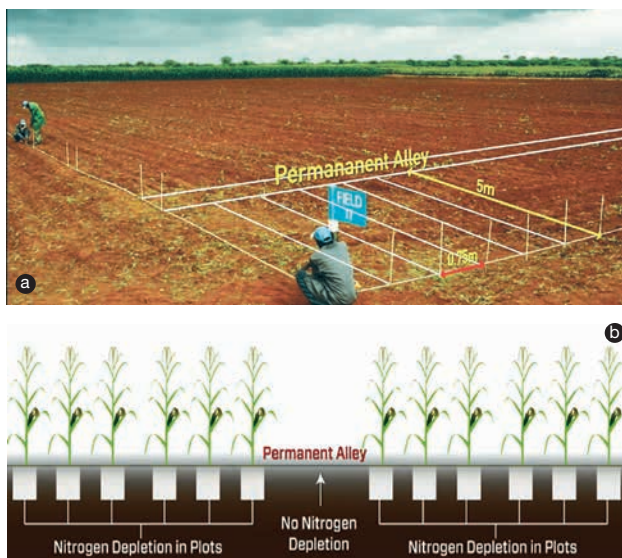 Permananent Alley
5m
FIELD
11
0.75m
a
b
Permanent Alley
No Nitrogen
Depletion
Nitrogen Depletion in Plots
Nitrogen Depletion in Plots